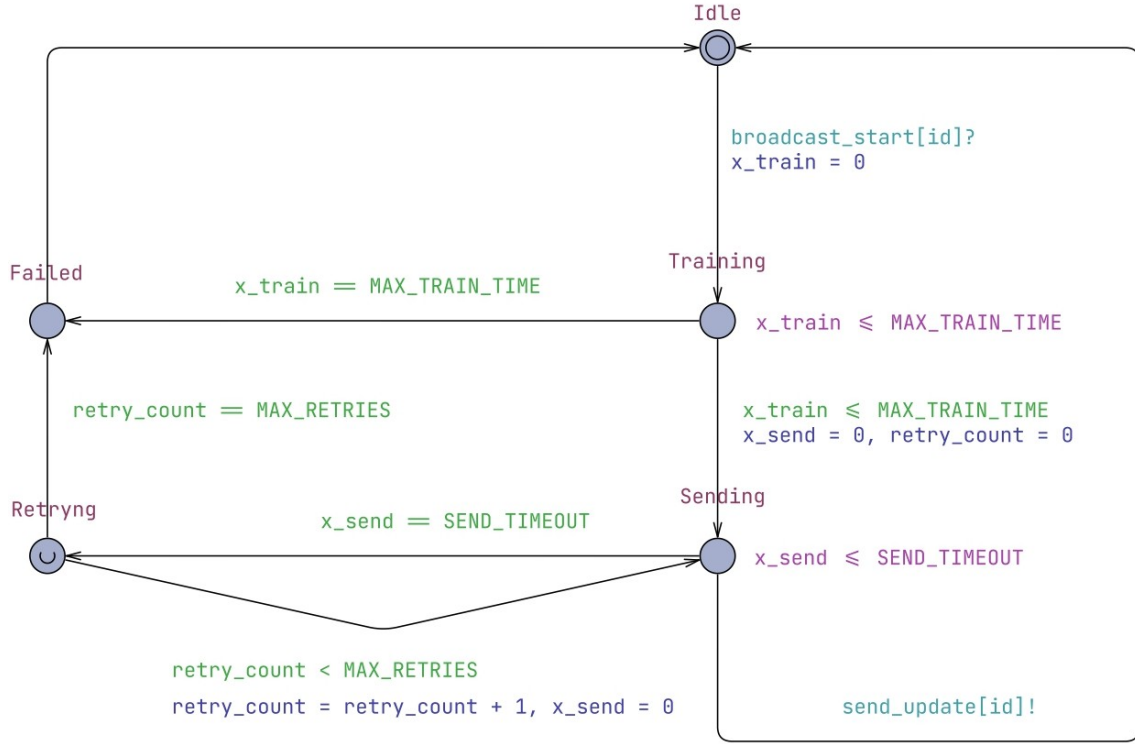 Idle
broadcast_start[id]?
x_train = 0
Failed
Training
x_train == MAX_TRAIN_TIME
x_train <= MAX_TRAIN_TIME
retry_count == MAX_RETRIES
x_train <= MAX_TRAIN_TIME
x_send = 0, retry_count = 0
Retryng
Sending
x_send == SEND_TIMEOUT
x_send <= SEND_TIMEOUT
retry_count < MAX_RETRIES
retry_count = retry_count + 1, x_send = 0
send_update[id]!